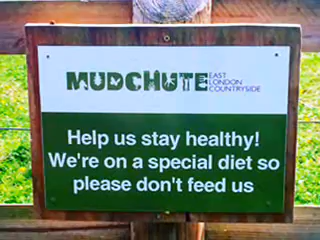 MUDCHUTE
EAST
LONDON
COUNTRYSIDE
Help us stay healthy!
We're on a special diet so
please don't feed us